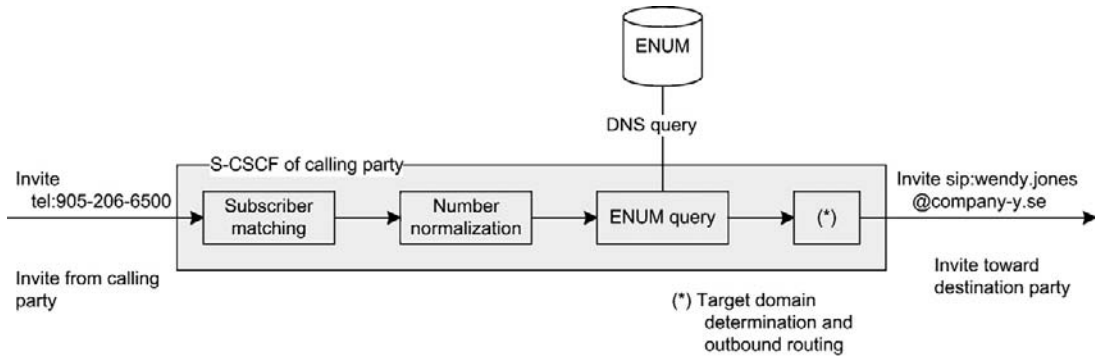 ENUM
DNS query
S-CSCF of calling party
Invite
tel:905-206-6500
Subscriber
matching
Number
normalization
ENUM query
(*)
Invite sip:wendy.jones
@company-y.se
Invite from calling
party
Invite toward
destination party
(*) Target domain
determination and
outbound routing